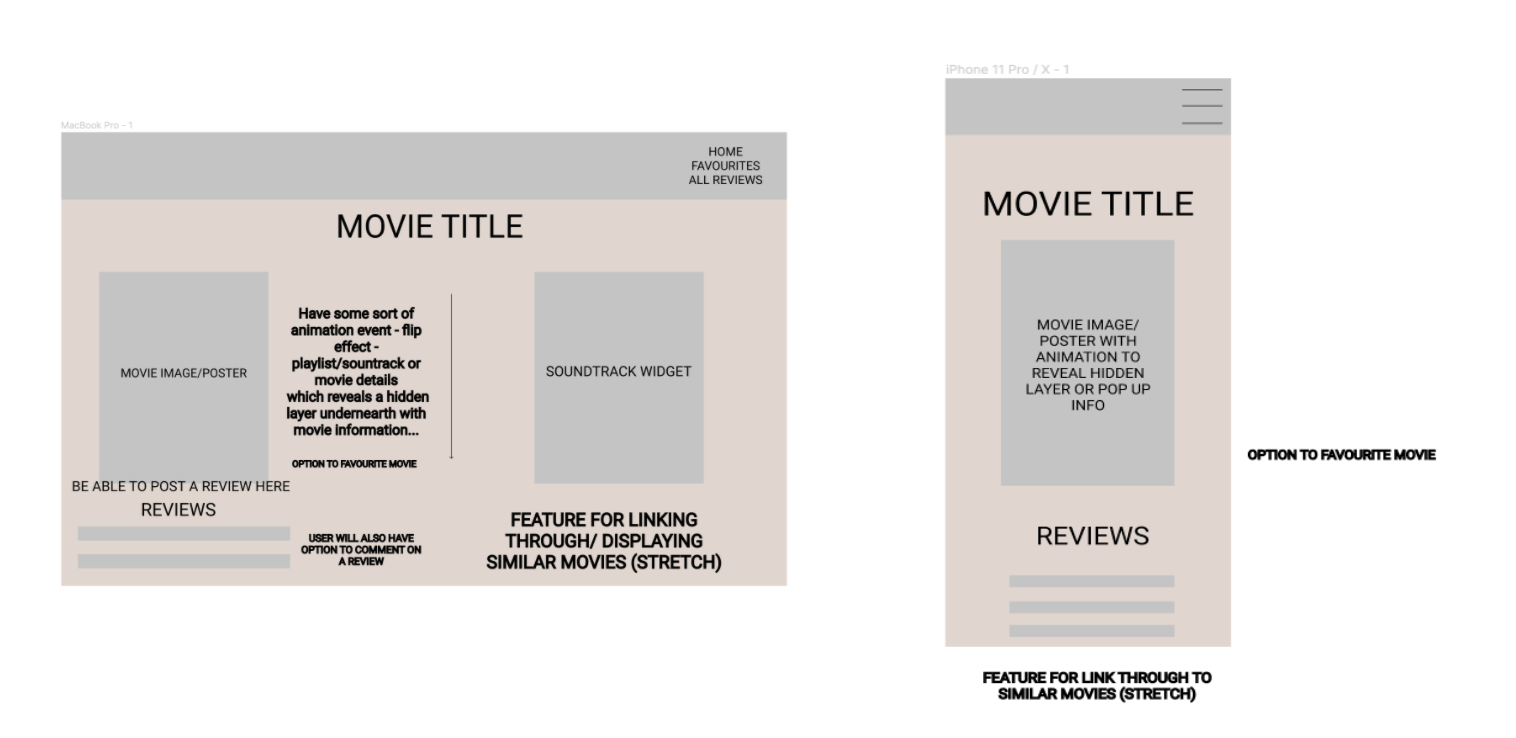 MacBook Pro - 1
HOME
FAVOURITES
ALL REVIEWS
MOVIE TITLE
MOVIE IMAGE/POSTER
Have some sort of
animation event - flip
effect -
playlist/sountrack or
movie details
which reveals a hidden
layer undernearth with
movie information...
OPTION TO FAVOURITE MOVIE
SOUNDTRACK WIDGET
BE ABLE TO POST A REVIEW HERE
REVIEWS
USER WILL ALSO HAVE
OPTION TO COMMENT ON
A REVIEW
FEATURE FOR LINKING
THROUGH/ DISPLAYING
SIMILAR MOVIES (STRETCH)
iPhone 11 Pro / X - 1
MOVIE TITLE
MOVIE IMAGE/
POSTER WITH
ANIMATION TO
REVEAL HIDDEN
LAYER OR POP UP
INFO
OPTION TO FAVOURITE MOVIE
REVIEWS
FEATURE FOR LINK THROUGH TO
SIMILAR MOVIES (STRETCH)